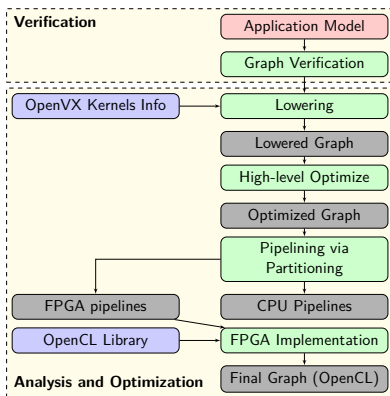 Verification
Application Model
Graph Verification
OpenVX Kernels Info
Lowering
Lowered Graph
High-level Optimize
Optimized Graph
Pipelining via
Partitioning
FPGA pipelines
CPU Pipelines
OpenCL Library
FPGA Implementation
Analysis and Optimization
Final Graph (OpenCL)